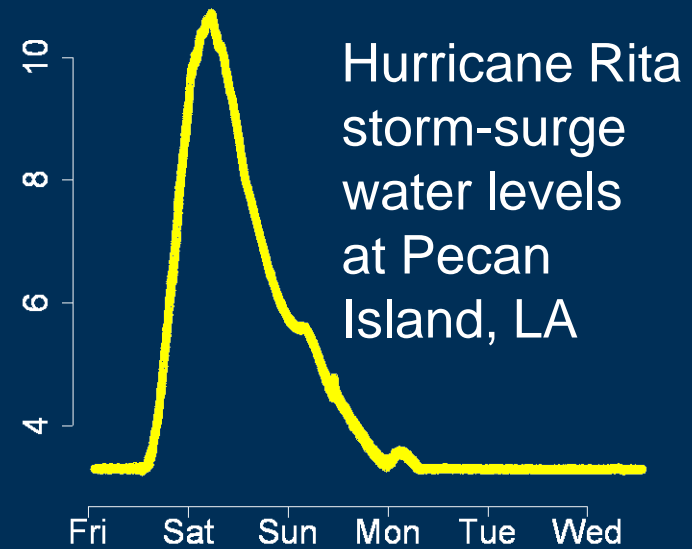 Hurricane Rita
storm-surge
water levels
at Pecan
Island, LA
10
8
6
4
Fri Sat Sun Mon Tue Wed